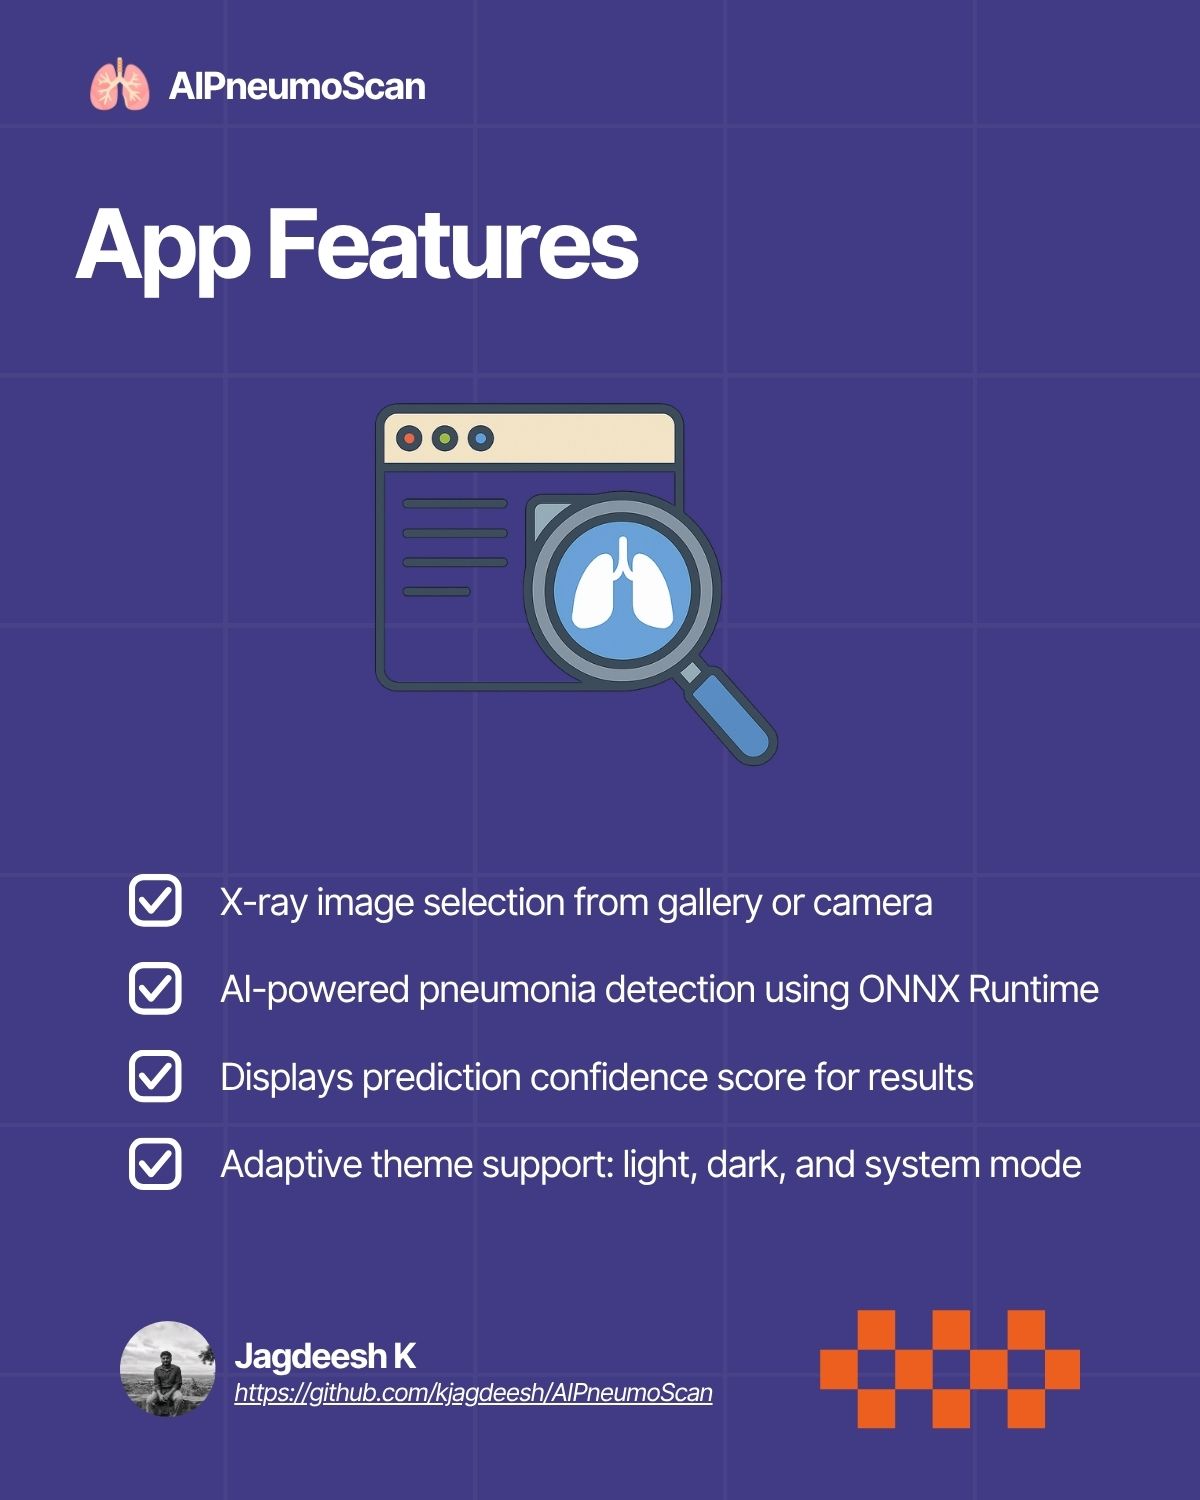 AIPneumoScan
App Features
X-ray image selection from gallery or camera
AI-powered pneumonia detection using ONNX Runtime
Displays prediction confidence score for results
Adaptive theme support: light, dark, and system mode
Jagdeesh K
https://github.com/kjagdeesh/AIPneumoScan